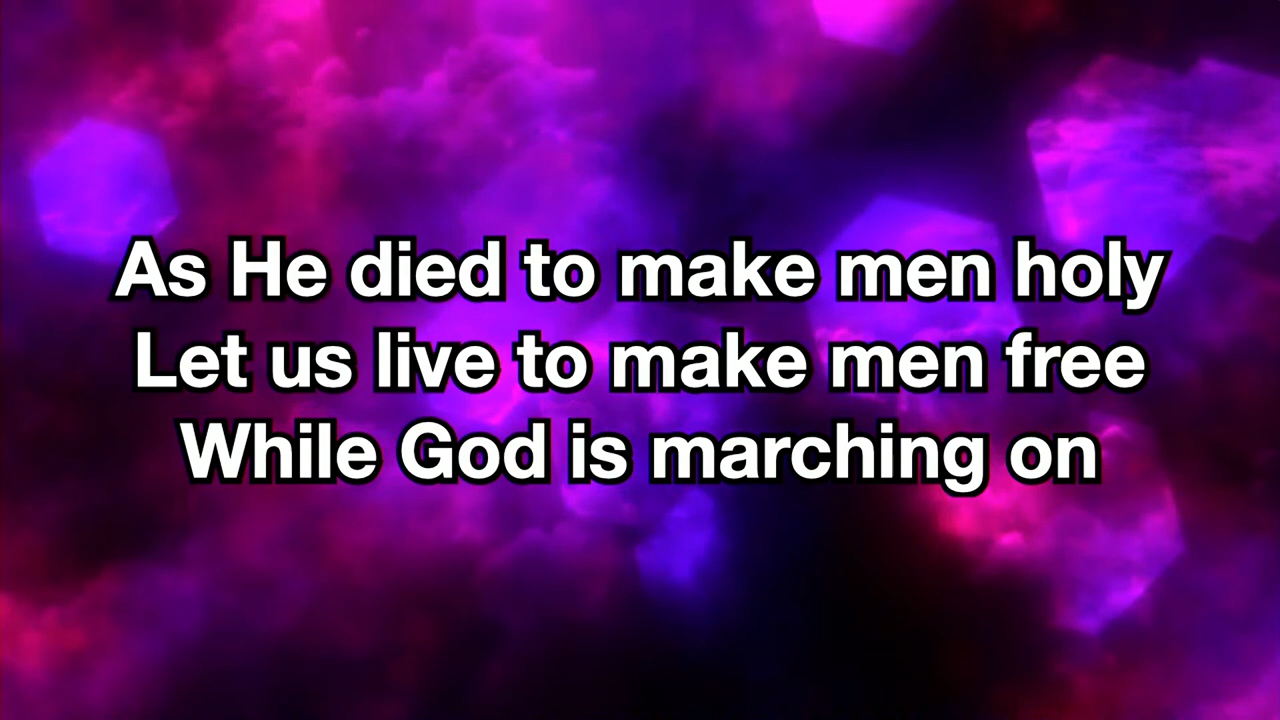 As He died to make men holy
Let us live to make men free
While God is marching on